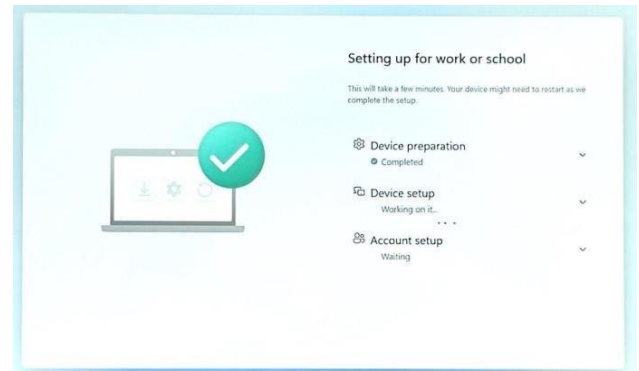 Setting up for work or school
This will take a few minutes. Your device might need to restart as we
complete the setup.
Device preparation
Completed
Device setup
Working on it...
Account setup
Waiting